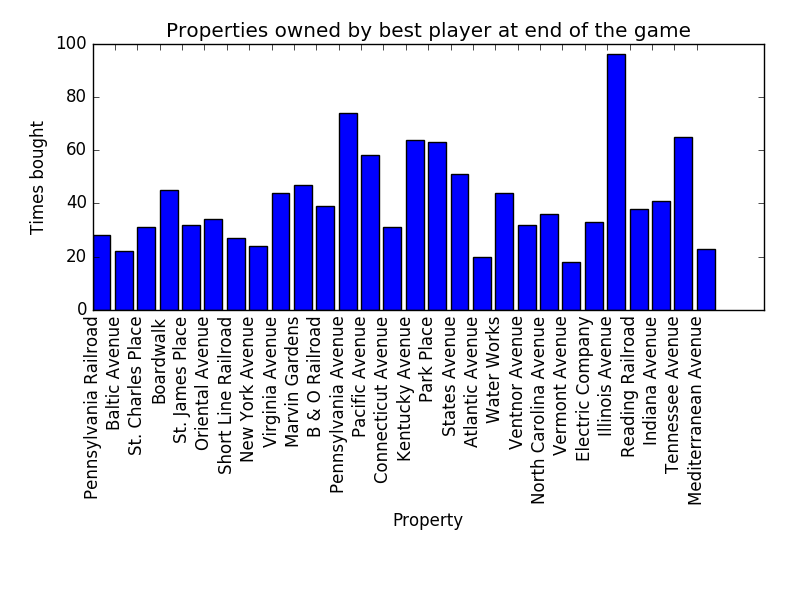 Properties owned by best player at end of the game
Times bought
100
80
60
40
20
0
Pennsylvania Railroad
Baltic Avenue
St. Charles Place
Boardwalk
St. James Place
Oriental Avenue
Short Line Railroad
New York Avenue
Virginia Avenue
Marvin Gardens
B & O Railroad
Pennsylvania Avenue
Pacific Avenue
Connecticut Avenue
Kentucky Avenue
Park Place
States Avenue
Atlantic Avenue
Water Works
Ventnor Avenue
North Carolina Avenue
Vermont Avenue
Electric Company
Illinois Avenue
Reading Railroad
Indiana Avenue
Tennessee Avenue
Mediterranean Avenue
Property